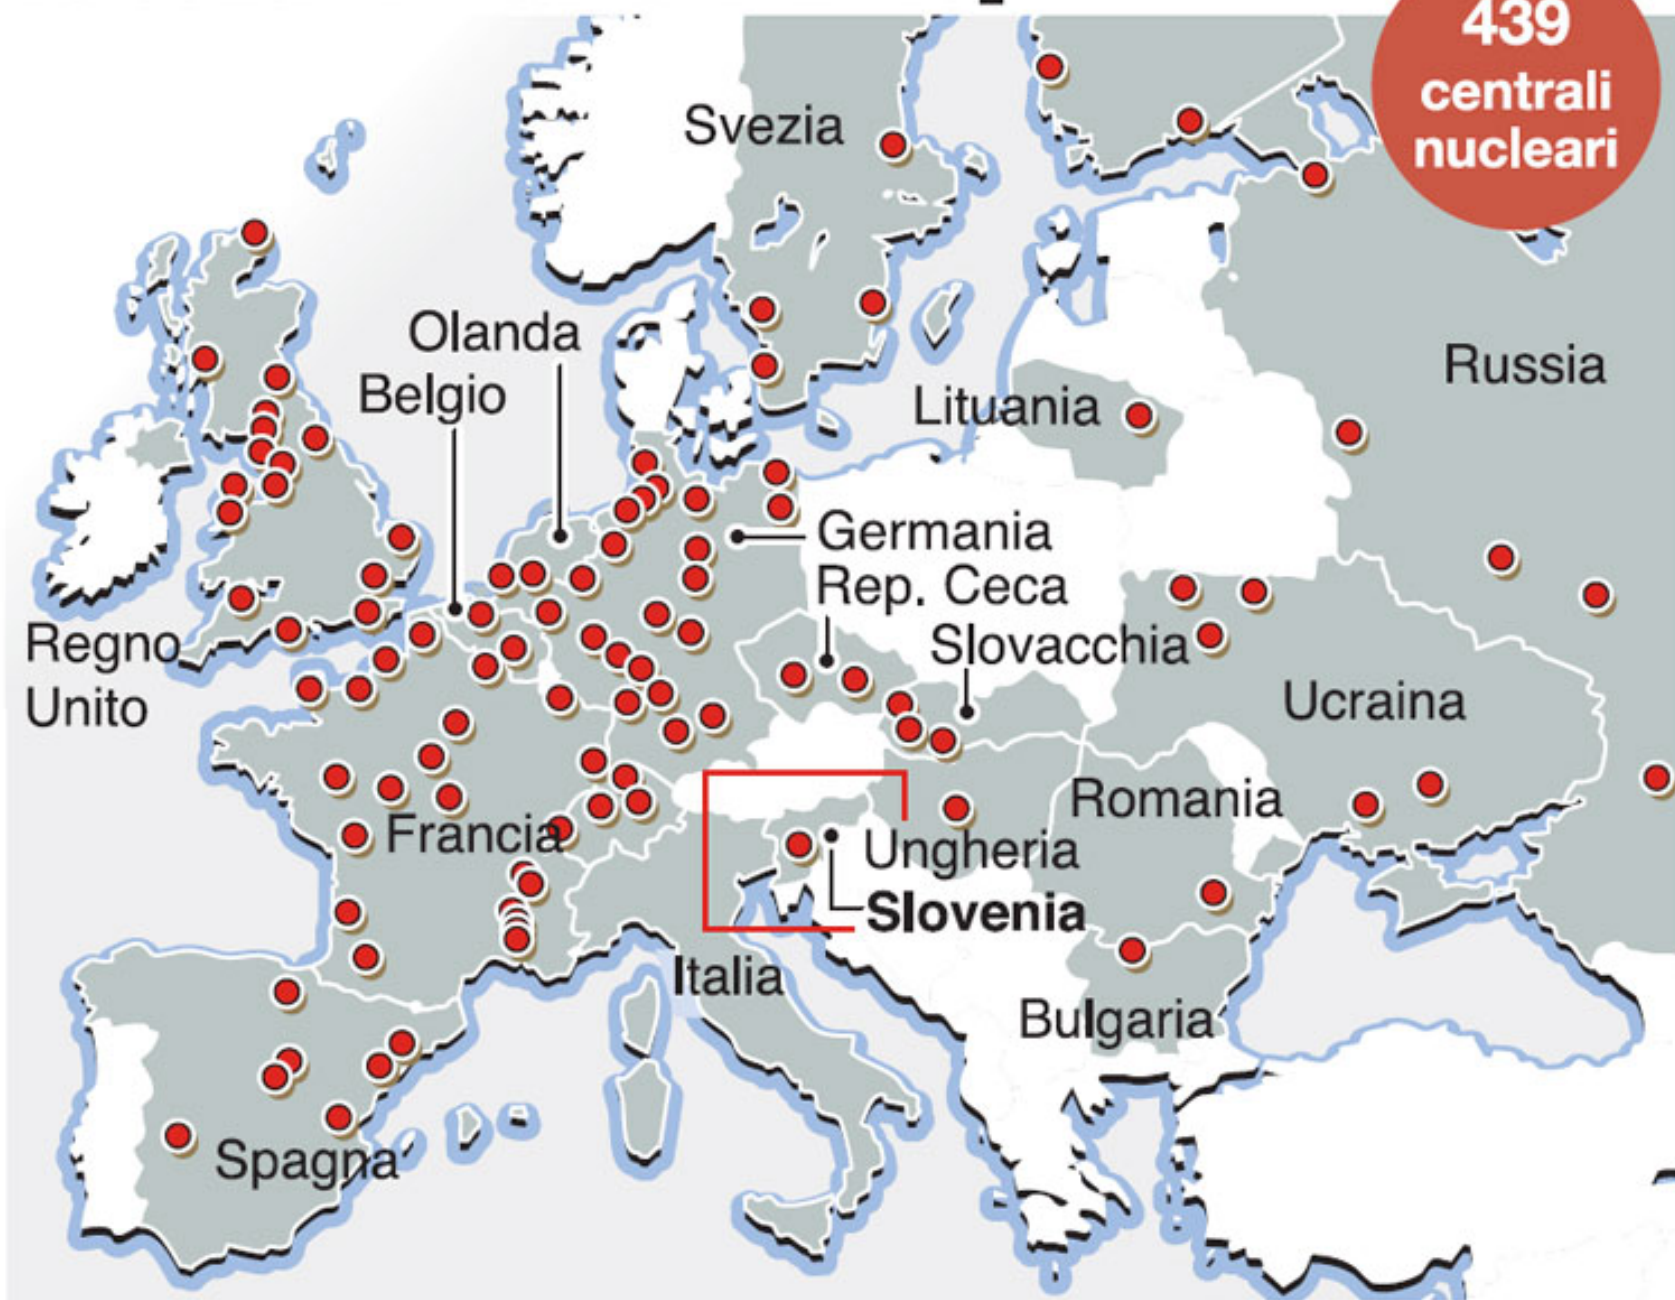 439
centrali
nucleari
Svezia
Olanda
Belgio
Lituania
Russia
Germania
Rep. Ceca
Slovacchia
Regno
Unito
Ucraina
Romania
Francia
Ungheria
Slovenia
Italia
Bulgaria
Spagna